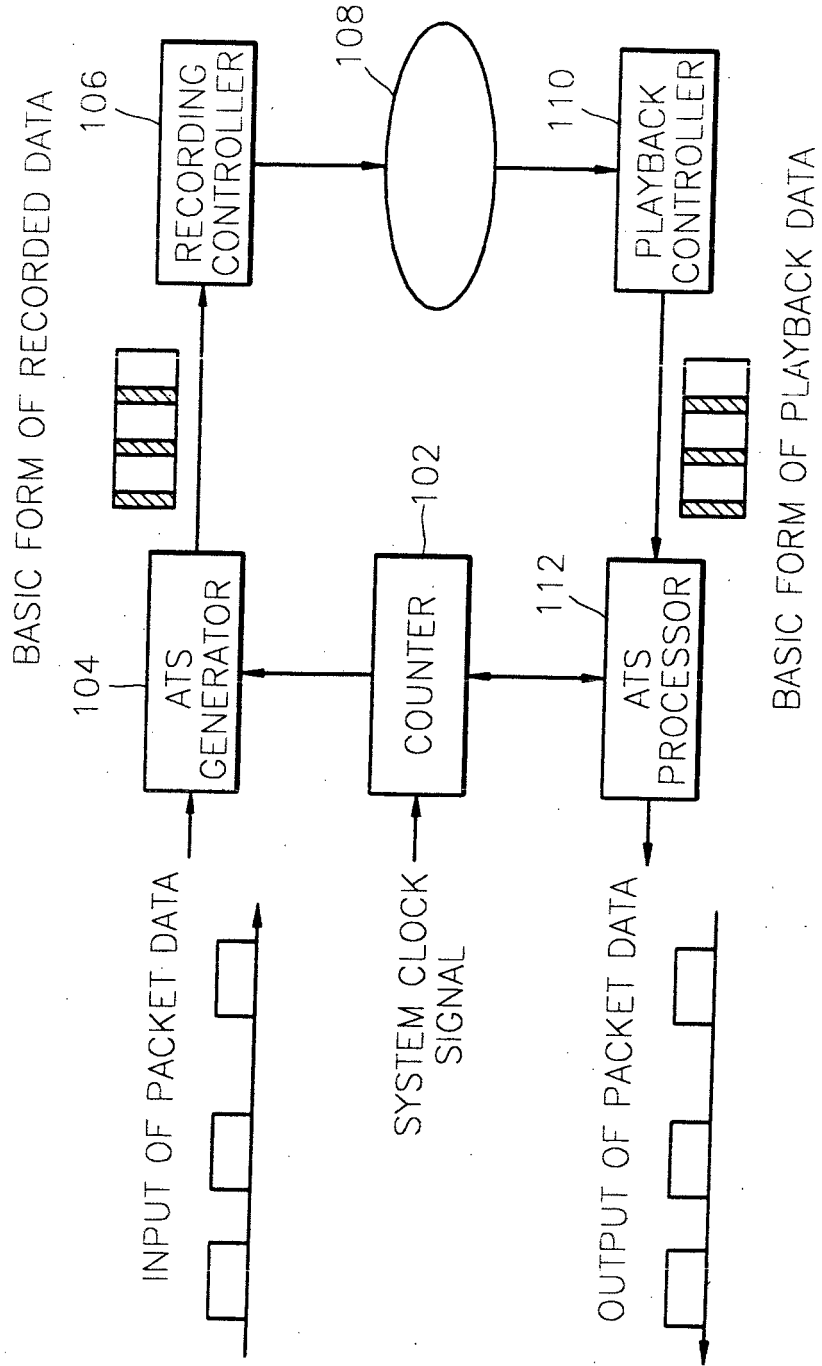 BASIC FORM OF RECORDED DATA
104
ATS
GENERATOR
106
RECORDING
CONTROLLER
INPUT OF PACKET DATA
102
COUNTER
108
SYSTEM CLOCK
SIGNAL
112
ATS
PROCESSOR
110
PLAYBACK
CONTROLLER
OUTPUT OF PACKET DATA
BASIC FORM OF PLAYBACK DATA